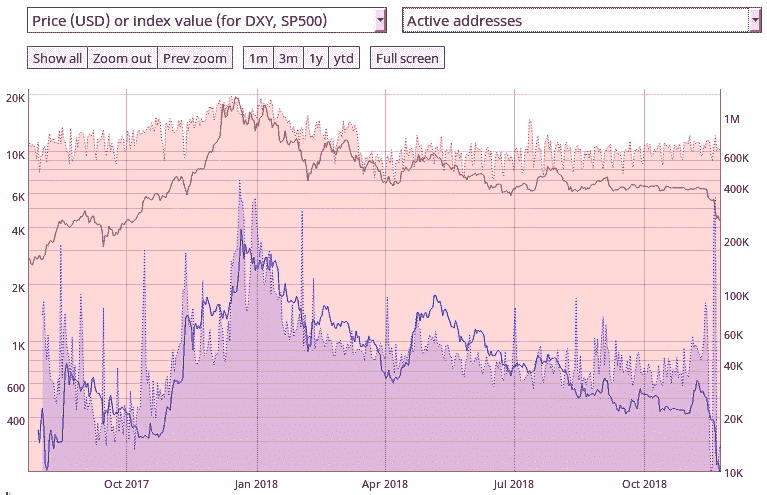 Price (USD) or index value (for DXY, SP500)
Active addresses
Show all Zoom out Prev zoom 1m 3m 1y ytd Full screen
20K
1M
10K
600K
400K
6K
4K
200K
2K
100K
1K
60K
40K
600
400
20K
10K
Oct 2017 Jan 2018 Apr 2018 Jul 2018 Oct 2018